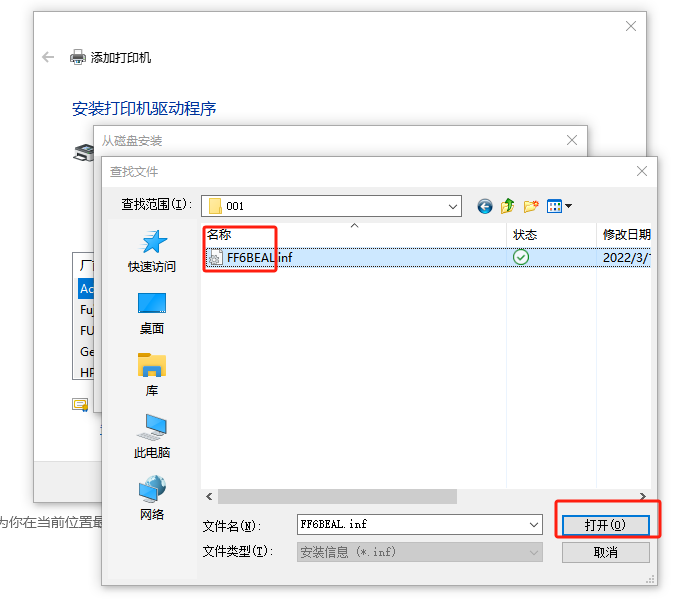 添加打印机
安装打印机驱动程序
从磁盘安装
查找文件
查找范围(I):
001
名称
状态
修改日期
FF6BEAL.inf
2022/3/
快速访问
桌面
库
此电脑
网络
厂
Ad
Fuj
FU
Ge
HP
为你在当前位置最
文件名(N):
FF6BEAL.inf
打开(O)
文件类型(T):
安装信息 (*.inf)
取消